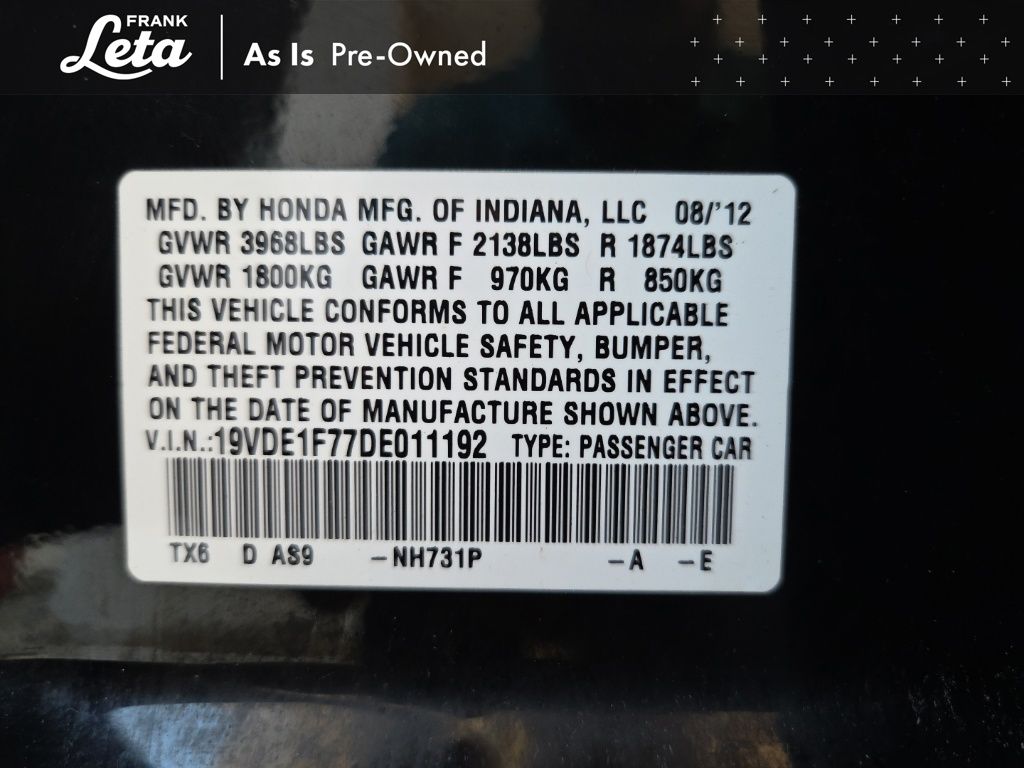 FRANK
Leta
As Is Pre-Owned
MFD. BY HONDA MFG. OF INDIANA, LLC 08/'12
GVWR 3968LBS GAWR F 2138LBS R 1874LBS
GVWR 1800KG GAWR F 970KG R 850KG
THIS VEHICLE CONFORMS TO ALL APPLICABLE
FEDERAL MOTOR VEHICLE SAFETY, BUMPER,
AND THEFT PREVENTION STANDARDS IN EFFECT
ON THE DATE OF MANUFACTURE SHOWN ABOVE.
V.I.N.:19VDE1F77DE011192 TYPE: PASSENGER CAR
TX6 D AS9 -NH731P -A -E